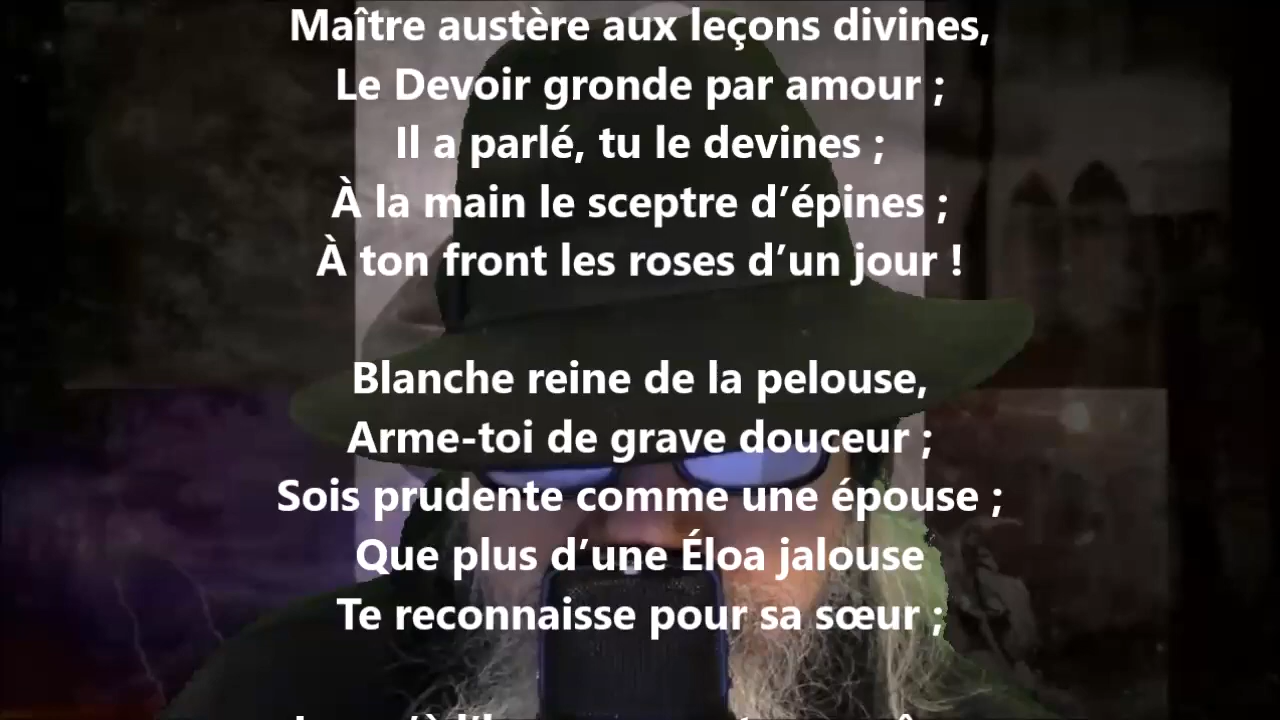 Maître austère aux leçons divines,
Le Devoir gronde par amour ;
Il a parlé, tu le devines ;
À la main le sceptre d’épines ;
À ton front les roses d’un jour !
Blanche reine de la pelouse,
Arme-toi de grave douceur ;
Sois prudente comme une épouse ;
Que plus d’une Éloa jalouse
Te reconnaisse pour sa sœur ;